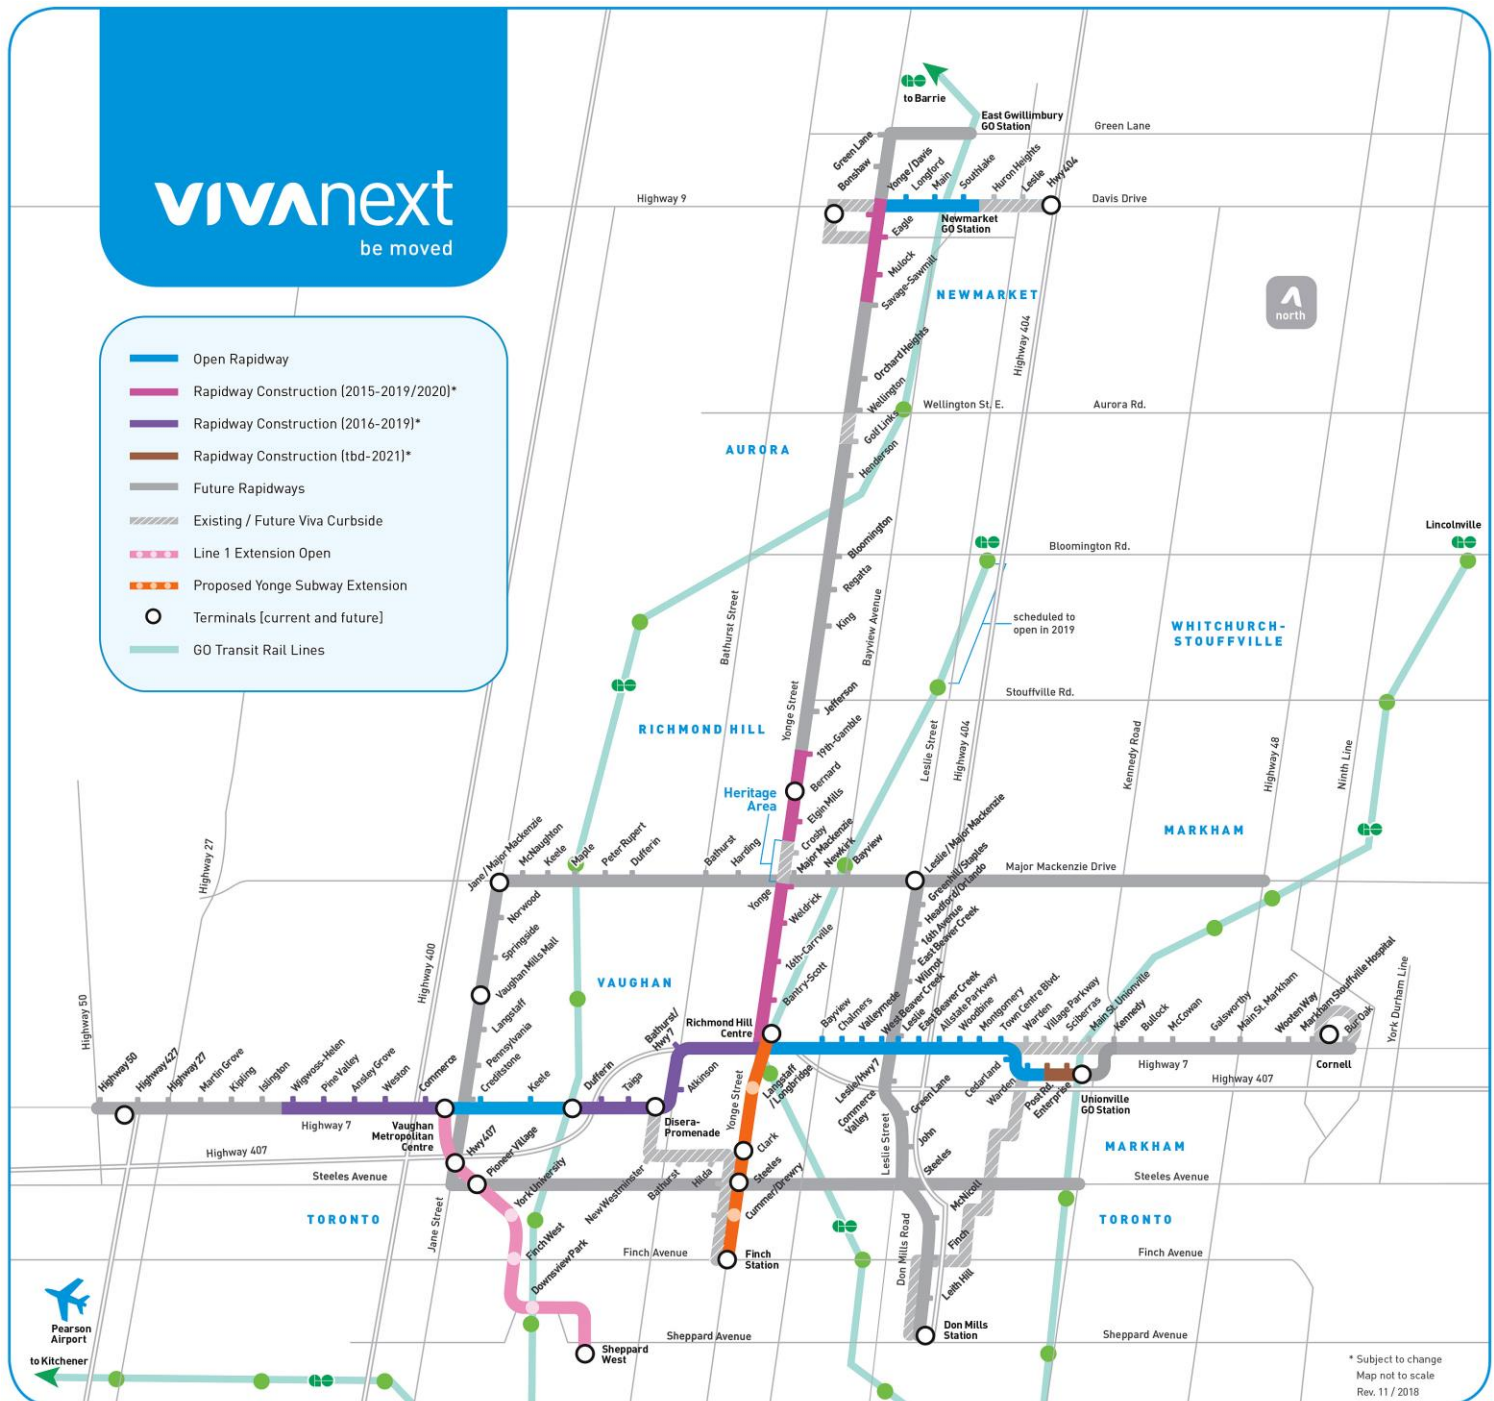 vivanext
be moved
Open Rapidway
Rapidway Construction (2015-2019/2020)*
Rapidway Construction (2016-2019)*
Rapidway Construction (tbd-2021)*
Future Rapidways
Existing / Future Viva Curbside
Line 1 Extension Open
Proposed Yonge Subway Extension
Terminals [current and future]
GO Transit Rail Lines
to Barrie
East Gwillimbury
GO Station
Green Lane
Green Lane
Bonshaw
Yonge/Davis
Longford
Main
Southlake
Huron Heights
Leslie
Hwy 404
Highway 9
Davis Drive
Eagle
Newmarket
GO Station
Mulock
Savage-Sawmill
NEWMARKET
north
Highway 404
Orchard Heights
Wellington
Wellington St. E.
Aurora Rd.
Golf Links
AURORA
Henderson
Bloomington
Bloomington Rd.
Lincolnville
Regatta
King
scheduled to
open in 2019
WHITCHURCH-
STOUFFVILLE
Bathurst Street
Bayview Avenue
Stouffville Rd.
Jefferson
Yonge Street
RICHMOND HILL
19th-Gamble
Leslie Street
Highway 404
Kennedy Road
Highway 48
Ninth Line
Bernard
Heritage
Area
Elgin Mills
Crosby
Major Mackenzie
Newkirk
Bayview
Leslie / Major Mackenzie
MARKHAM
Highway 27
Jane/Major Mackenzie
McNaughton
Keele
Maple
Peter Rupert
Dufferin
Bathurst
Harding
Major Mackenzie Drive
Greenhill/Staples
Headford/Orlando
16th Avenue
East Beaver Creek
Wilmot
Yonge
Weldrick
16th-Carrville
Bantry-Scott
Norwood
Springside
Vaughan Mills Mall
Langstaff
Pennsylvania
Creditstone
Highway 400
VAUGHAN
Highway 50
Richmond Hill
Centre
Bathurst/
Hwy 7
Bayview
Chalmers
Valleymede
West Beaver Creek
Leslie
East Beaver Creek
Allstate Parkway
Woodbine
Montgomery
Town Centre Blvd.
Warden
Village Parkway
Sciberras
Main St. Unionville
Kennedy
Bullock
McCowan
Galsworthy
Main St. Markham
Wooten Way
Markham Stouffville Hospital
Bur Oak
York Durham Line
Cornell
Highway 7
Highway 407
Highway 50
Highway 427
Highway 27
Martin Grove
Kipling
Islington
Wigwoss-Helen
Pine Valley
Ansley Grove
Weston
Commerce
Keele
Dufferin
Taiga
Atkinson
Disera-
Promenade
Yonge Street
Langstaff
/Longbridge
Leslie/Hwy 7
Commerce
Valley
Green Lane
John
Steeles
Cedarland
Warden
Post Rd.
Enterprise
Unionville
GO Station
Highway 7
Vaughan
Metropolitan
Centre
Highway 407
Hwy 407
Pioneer Village
Steeles Avenue
York University
Finch West
Downsview Park
Sheppard
West
New Westminster
Bathurst
Hilda
Clark
Steeles
Cummer/Drewry
Leslie Street
MARKHAM
Steeles Avenue
TORONTO
Jane Street
Finch Avenue
Finch
Station
Don Mills Road
McNicoll
Finch
Leith Hill
Don Mills
Station
TORONTO
Finch Avenue
Sheppard Avenue
Sheppard Avenue
Pearson
Airport
to Kitchener
* Subject to change
Map not to scale
Rev. 11 / 2018